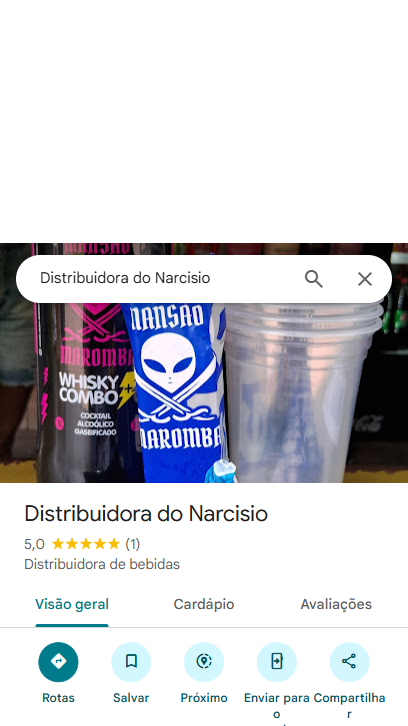 MANSÃO
Distribuidora do Narcisio
MANSÃO
MAROMBA
WHISKY
COMBO
COCKTAIL
ALCOÓLICO
GASEIFICADO
MAROMBA
Distribuidora do Narcisio
5,0 (1)
Distribuidora de bebidas
Visão geral Cardápio Avaliações
Rotas Salvar Próximo Enviar para o Compartilhar